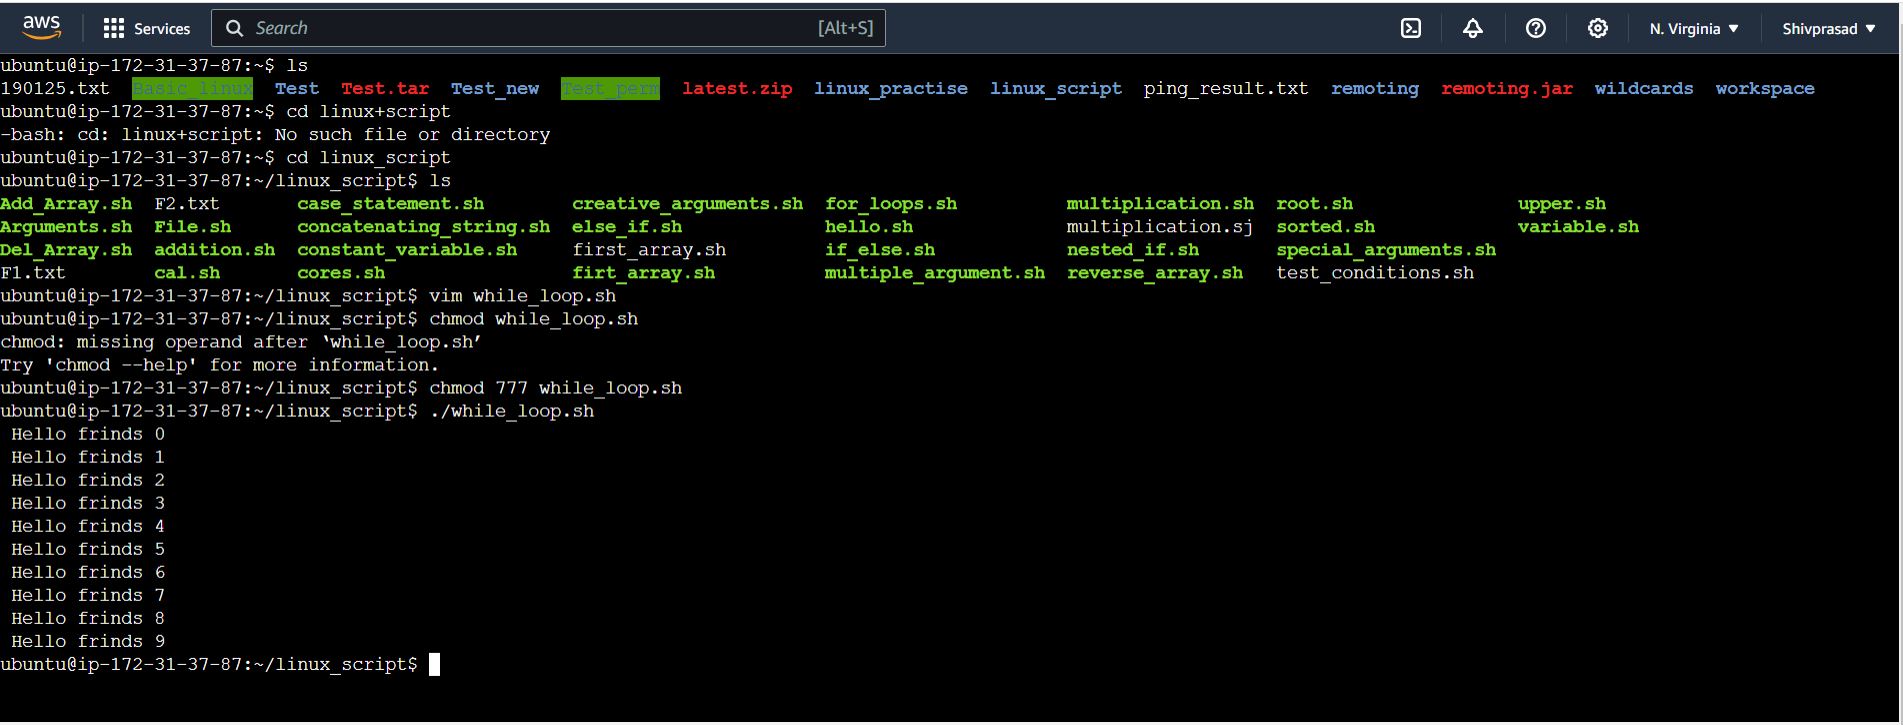 aws Services Search [Alt+S] N. Virginia Shivprasad
ubuntu@ip-172-31-37-87:~$ ls
190125.txt Basic linux Test Test.tar Test_new Test_perm latest.zip linux_practise linux_script ping_result.txt remoting remoting.jar wildcards workspace
ubuntu@ip-172-31-37-87:~$ cd linux+script
-bash: cd: linux+script: No such file or directory
ubuntu@ip-172-31-37-87:~$ cd linux_script
ubuntu@ip-172-31-37-87:~/linux_script$ ls
Add_Array.sh F2.txt case_statement.sh creative_arguments.sh for_loops.sh multiplication.sh root.sh upper.sh
Arguments.sh File.sh concatenating_string.sh else_if.sh hello.sh multiplication.sj sorted.sh variable.sh
Del_Array.sh addition.sh constant_variable.sh first_array.sh if_else.sh nested_if.sh special_arguments.sh
F1.txt cal.sh cores.sh firt_array.sh multiple_argument.sh reverse_array.sh test_conditions.sh
ubuntu@ip-172-31-37-87:~/linux_script$ vim while_loop.sh
ubuntu@ip-172-31-37-87:~/linux_script$ chmod while_loop.sh
chmod: missing operand after ‘while_loop.sh’
Try 'chmod --help' for more information.
ubuntu@ip-172-31-37-87:~/linux_script$ chmod 777 while_loop.sh
ubuntu@ip-172-31-37-87:~/linux_script$ ./while_loop.sh
Hello frinds 0
Hello frinds 1
Hello frinds 2
Hello frinds 3
Hello frinds 4
Hello frinds 5
Hello frinds 6
Hello frinds 7
Hello frinds 8
Hello frinds 9
ubuntu@ip-172-31-37-87:~/linux_script$